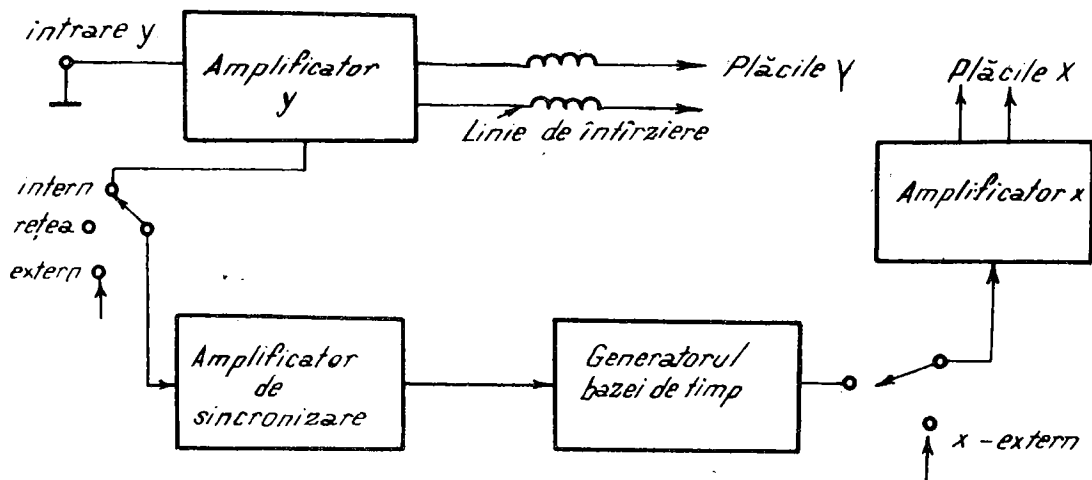 intrare y
Amplificator
y
Plăcile Y
Plăcile X
Linie de întîrziere
Amplificator x
intern
rețea
extern
Amplificator
de
sincronizare
Generatorul
bazei de timp
x - extern